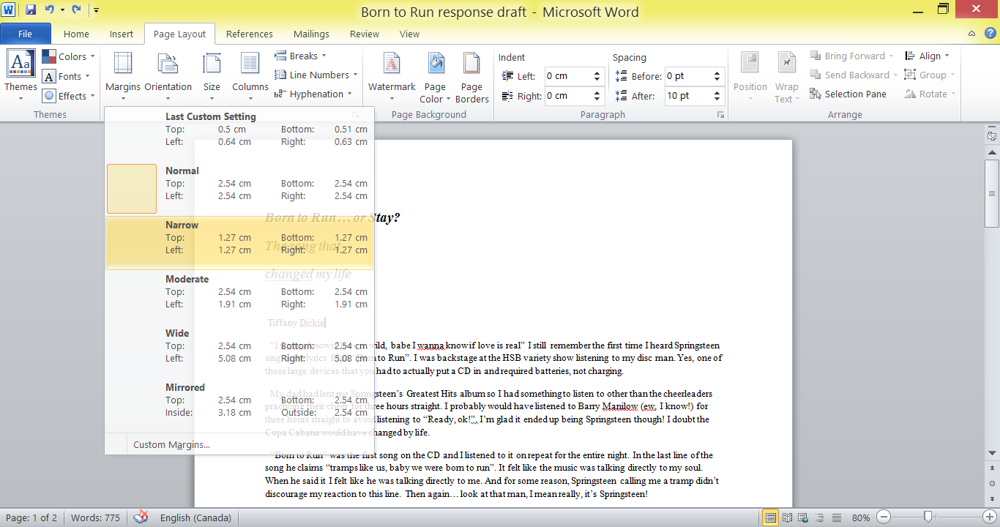 Born to Run response draft - Microsoft Word
File Home Insert Page Layout References Mailings Review View
Themes
Colors
Fonts
Effects
Themes
Margins Orientation Size Columns
Breaks
Line Numbers
Hyphenation
Watermark Page Color Page Borders
Page Background
Indent
Left: 0 cm
Right: 0 cm
Spacing
Before: 0 pt
After: 10 pt
Paragraph
Position Wrap Text
Bring Forward
Send Backward
Selection Pane
Align
Group
Rotate
Arrange
Last Custom Setting
Top: 0.5 cm Bottom: 0.51 cm
Left: 0.64 cm Right: 0.63 cm
Normal
Top: 2.54 cm Bottom: 2.54 cm
Left: 2.54 cm Right: 2.54 cm
Narrow
Top: 1.27 cm Bottom: 1.27 cm
Left: 1.27 cm Right: 1.27 cm
Moderate
Top: 2.54 cm Bottom: 2.54 cm
Left: 1.91 cm Right: 1.91 cm
Wide
Top: 2.54 cm Bottom: 2.54 cm
Left: 5.08 cm Right: 5.08 cm
Mirrored
Top: 2.54 cm Bottom: 2.54 cm
Inside: 3.18 cm Outside: 2.54 cm
Custom Margins...
Born to Run…or Stay?
The song that
changed my life
Tiffany Dickie
wild, babe I wanna know if love is real” I still remember the first time I heard Springsteen
to Run”. I was backstage at the HSB variety show listening to my disc man. Yes, one of
those large devices that you had to actually put a CD in and required batteries, not charging.
My dad had lent me Springsteen’s Greatest Hits album so I had something to listen to other than the cheerleaders
practicing their cheer for three hours straight. I probably would have listened to Barry Manilow (ew, I know!) for
three hours straight to avoid listening to “Ready, ok!”. I’m glad it ended up being Springsteen though! I doubt the
Copa Cabana would have changed by life.
“Born to Run” was the first song on the CD and I listened to it on repeat for the entire night. In the last line of the
song he claims “tramps like us, baby we were born to run”. It felt like the music was talking directly to my soul.
When he said it I felt like he was talking directly to me. And for some reason, Springsteen calling me a tramp didn’t
discourage my reaction to this line. Then again… look at that man, I mean really, it’s Springsteen!
Page: 1 of 2 Words: 775 English (Canada) 80%